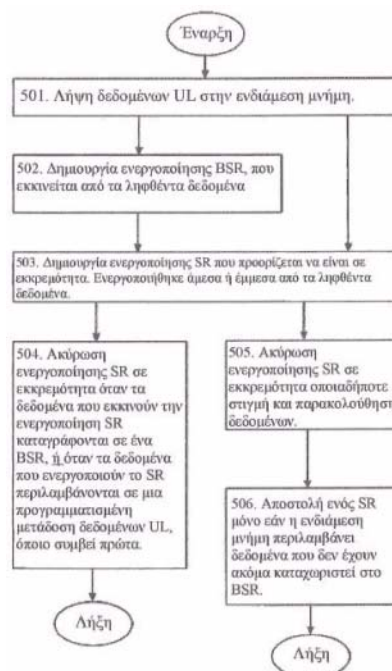 Έναρξη
501. Λήψη δεδομένων UL στην ενδιάμεση μνήμη.
502. Δημιουργία ενεργοποίησης BSR, που
εκκινείται από τα ληφθέντα δεδομένα
503. Δημιουργία ενεργοποίησης SR που προορίζεται να είναι σε
εκκρεμότητα. Ενεργοποιήθηκε άμεσα ή έμμεσα από τα ληφθέντα
δεδομένα.
504. Ακύρωση
ενεργοποίησης SR σε
εκκρεμότητα όταν τα
δεδομένα που εκκινούν την
ενεργοποίηση SR
καταγράφονται σε ένα
BSR, ή όταν τα δεδομένα
που ενεργοποιούν το SR
περιλαμβάνονται σε μια
προγραμματισμένη
μετάδοση δεδομένων UL,
όποιο συμβεί πρώτα.
Λήξη
505. Ακύρωση
ενεργοποίησης SR σε
εκκρεμότητα οποιαδήποτε
στιγμή και παρακολούθηση
δεδομένων.
506. Αποστολή ενός SR
μόνο εάν η ενδιάμεση
μνήμη περιλαμβάνει
δεδομένα που δεν έχουν
ακόμα καταχωριστεί στο
BSR.
Λήξη